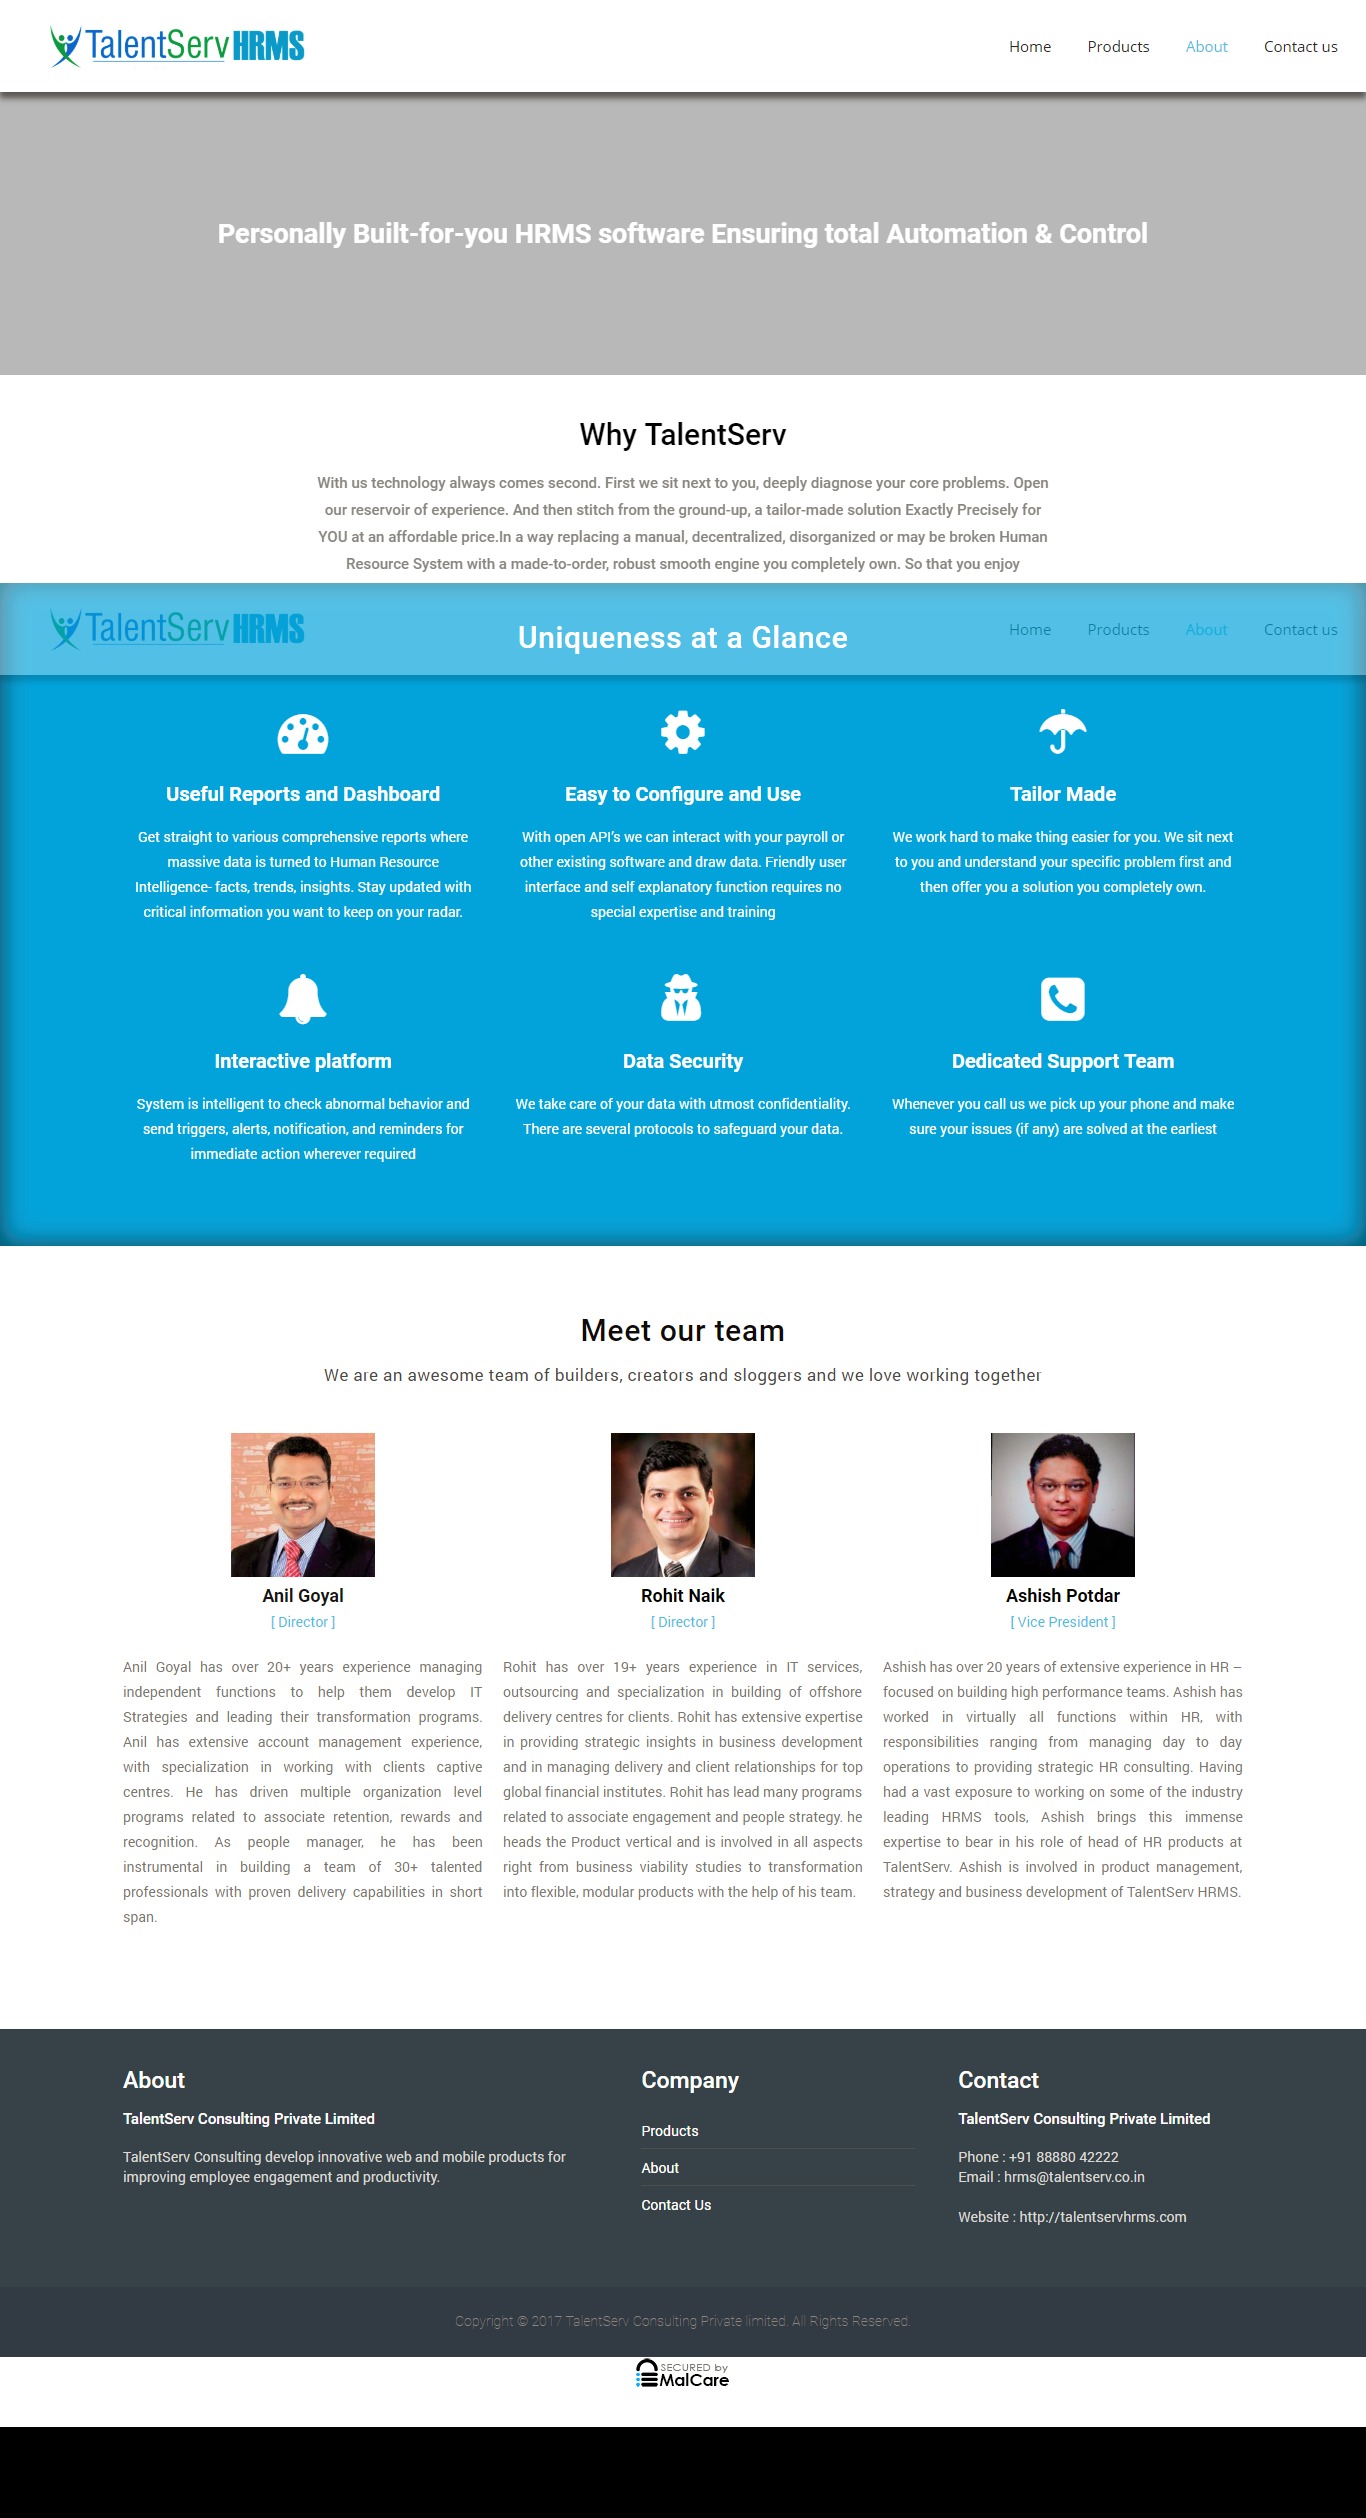 TalentServ HRMS
Home Products About Contact us
Personally Built-for-you HRMS software Ensuring total Automation & Control
Why TalentServ
With us technology always comes second. First we sit next to you, deeply diagnose your core problems. Open
our reservoir of experience. And then stitch from the ground-up, a tailor-made solution Exactly Precisely for
YOU at an affordable price.In a way replacing a manual, decentralized, disorganized or may be broken Human
Resource System with a made-to-order, robust smooth engine you completely own. So that you enjoy
TalentServ HRMS
Home Products About Contact us
Uniqueness at a Glance
Useful Reports and Dashboard
Get straight to various comprehensive reports where
massive data is turned to Human Resource
Intelligence- facts, trends, insights. Stay updated with
critical information you want to keep on your radar.
Easy to Configure and Use
With open API's we can interact with your payroll or
other existing software and draw data. Friendly user
interface and self explanatory function requires no
special expertise and training
Tailor Made
We work hard to make thing easier for you. We sit next
to you and understand your specific problem first and
then offer you a solution you completely own.
Interactive platform
System is intelligent to check abnormal behavior and
send triggers, alerts, notification, and reminders for
immediate action wherever required
Data Security
We take care of your data with utmost confidentiality.
There are several protocols to safeguard your data.
Dedicated Support Team
Whenever you call us we pick up your phone and make
sure your issues (if any) are solved at the earliest
Meet our team
We are an awesome team of builders, creators and sloggers and we love working together
Anil Goyal
[ Director ]
Anil Goyal has over 20+ years experience managing
independent functions to help them develop IT
Strategies and leading their transformation programs.
Anil has extensive account management experience,
with specialization in working with clients captive
centres. He has driven multiple organization level
programs related to associate retention, rewards and
recognition. As people manager, he has been
instrumental in building a team of 30+ talented
professionals with proven delivery capabilities in short
span.
Rohit Naik
[ Director ]
Rohit has over 19+ years experience in IT services,
outsourcing and specialization in building of offshore
delivery centres for clients. Rohit has extensive expertise
in providing strategic insights in business development
and in managing delivery and client relationships for top
global financial institutes. Rohit has lead many programs
related to associate engagement and people strategy. he
heads the Product vertical and is involved in all aspects
right from business viability studies to transformation
into flexible, modular products with the help of his team.
Ashish Potdar
[ Vice President ]
Ashish has over 20 years of extensive experience in HR –
focused on building high performance teams. Ashish has
worked in virtually all functions within HR, with
responsibilities ranging from managing day to day
operations to providing strategic HR consulting. Having
had a vast exposure to working on some of the industry
leading HRMS tools, Ashish brings this immense
expertise to bear in his role of head of HR products at
TalentServ. Ashish is involved in product management,
strategy and business development of TalentServ HRMS.
About
TalentServ Consulting Private Limited
TalentServ Consulting develop innovative web and mobile products for
improving employee engagement and productivity.
Company
Products
About
Contact Us
Contact
TalentServ Consulting Private Limited
Phone : +91 88880 42222
Email : hrms@talentserv.co.in
Website : http://talentservhrms.com
Copyright © 2017 TalentServ Consulting Private limited. All Rights Reserved.
SECURED by
MalCare